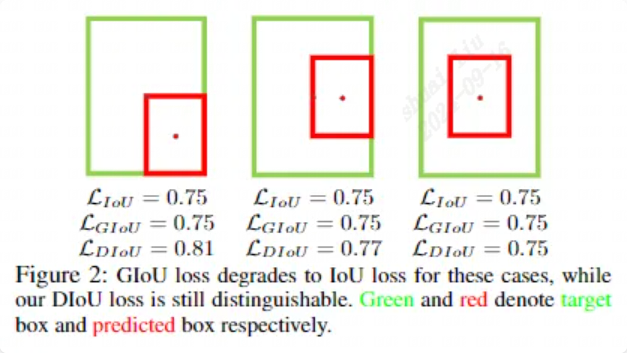 L_IoU = 0.75 L_IoU = 0.75 L_IoU = 0.75
L_GIoU = 0.75 L_GIoU = 0.75 L_GIoU = 0.75
L_DIoU = 0.81 L_DIoU = 0.77 L_DIoU = 0.75
Figure 2: GIoU loss degrades to IoU loss for these cases, while
our DIoU loss is still distinguishable. Green and red denote target
box and predicted box respectively.